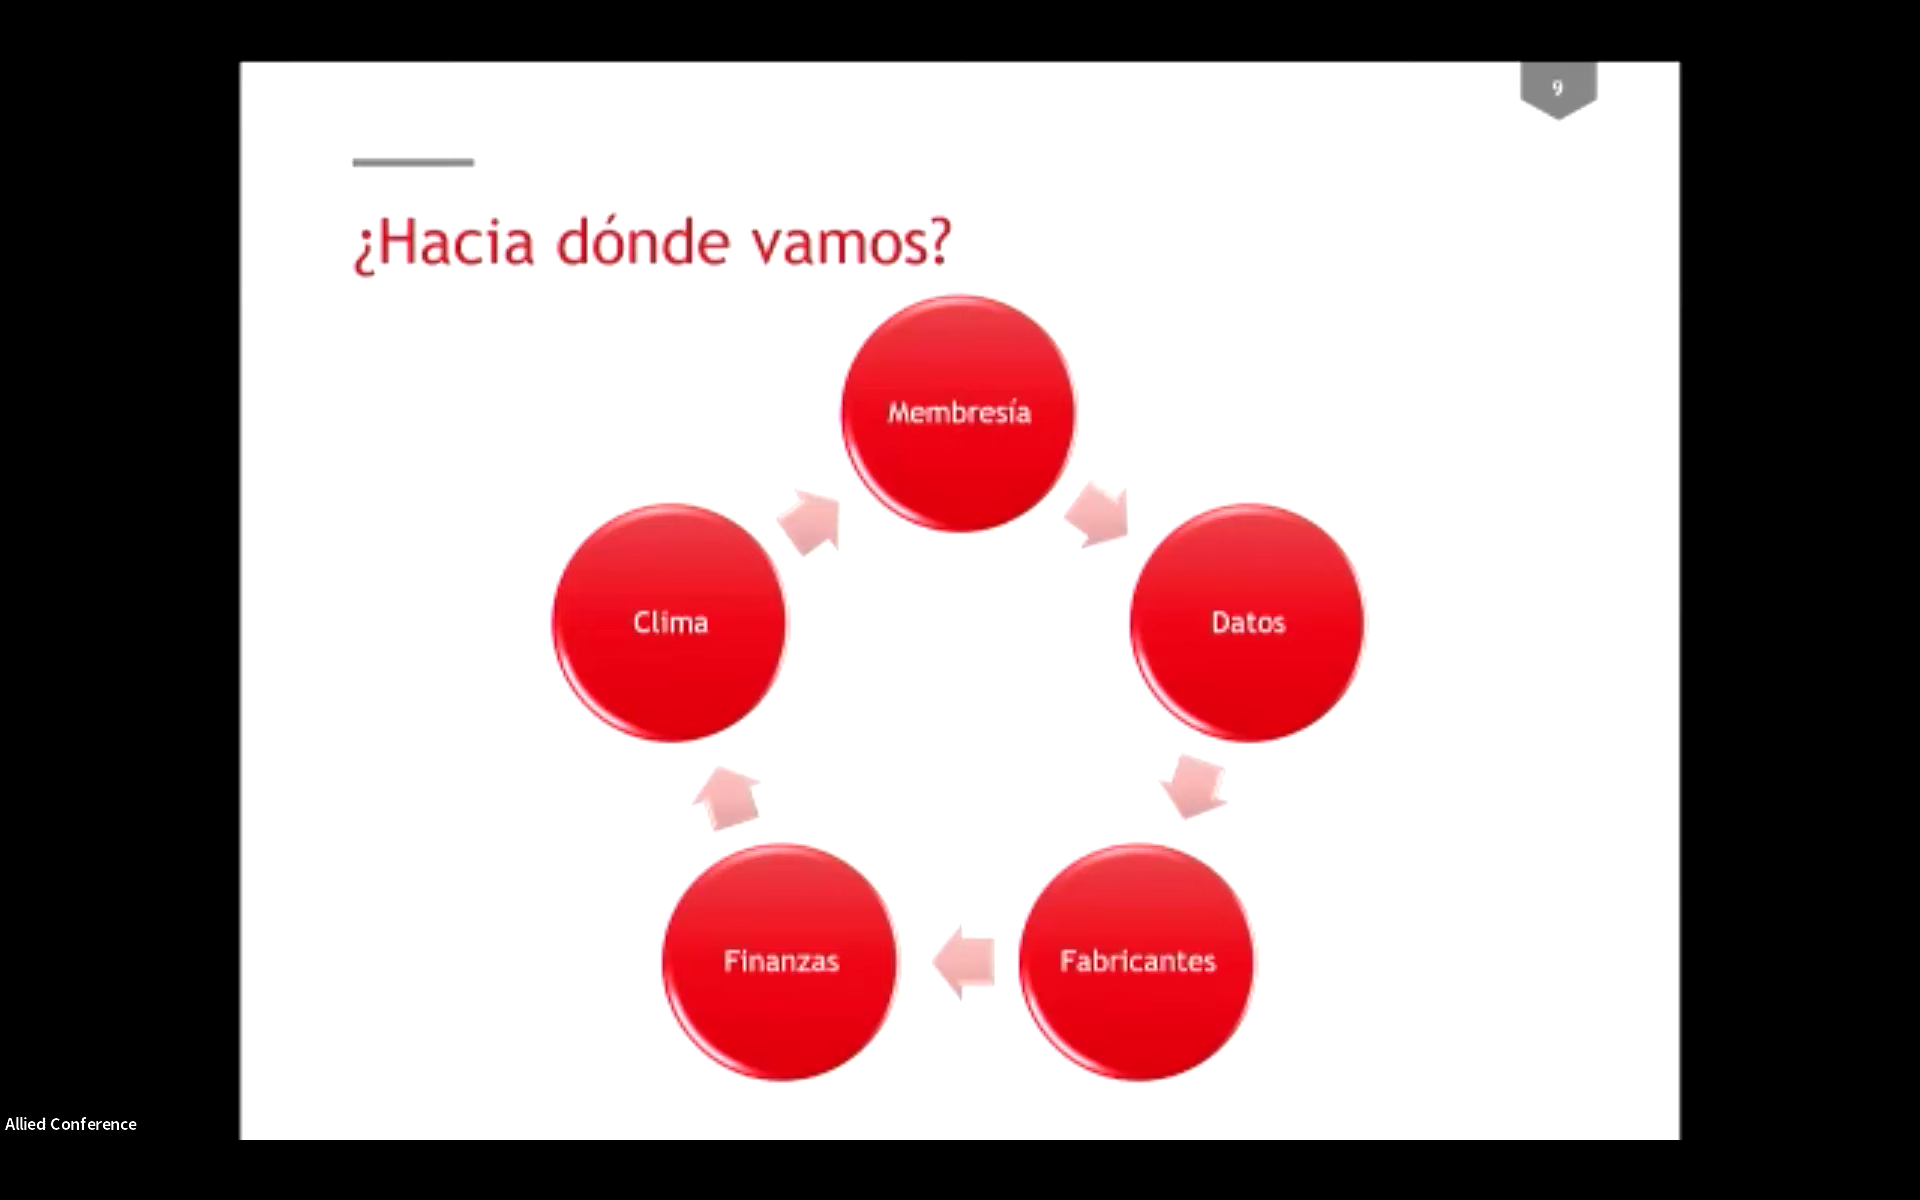 9
¿Hacia dónde vamos?
Membresía
Clima
Datos
Finanzas
Fabricantes
Allied Conference